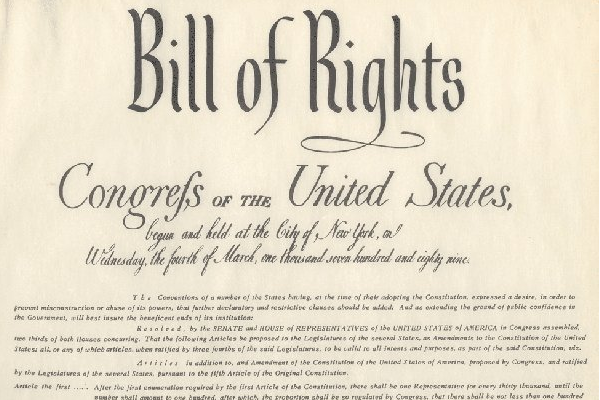 Bill of Rights
Congreſs OF THE United States,
begun and held at the City of New York, on
Wednesday, the fourth of March, one thousand seven hundred and eighty nine.
THE Conventions of a number of the States having, at the time of their adopting the Constitution, expressed a desire, in order to
prevent misconstruction or abuse of its powers, that further declaratory and restrictive clauses should be added. And as extending the ground of public confidence in
the Government, will best insure the beneficent ends of its institution:
Resolved, by the SENATE and HOUSE of REPRESENTATIVES of the UNITED STATES of AMERICA in Congress assembled,
two thirds of both Houses concurring. That the following Articles be proposed to the Legislatures of the several States, as Amendments to the Constitution of the United
States; all, or any of which articles, when ratified by three fourths of the said Legislatures, to be valid to all intents and purposes, as part of the said Constitution, viz.
Articles in addition to, and Amendment of the Constitution of the United States of America, proposed by Congress, and ratified
by the Legislatures of the several States, pursuant to the fifth Article of the Original Constitution.
Article the first ..... After the first enumeration required by the first Article of the Constitution, there shall be one Representative for every thirty thousand, until the
number shall amount to one hundred, after which, the proportion shall be so regulated by Congress, that there shall be not less than one hundred